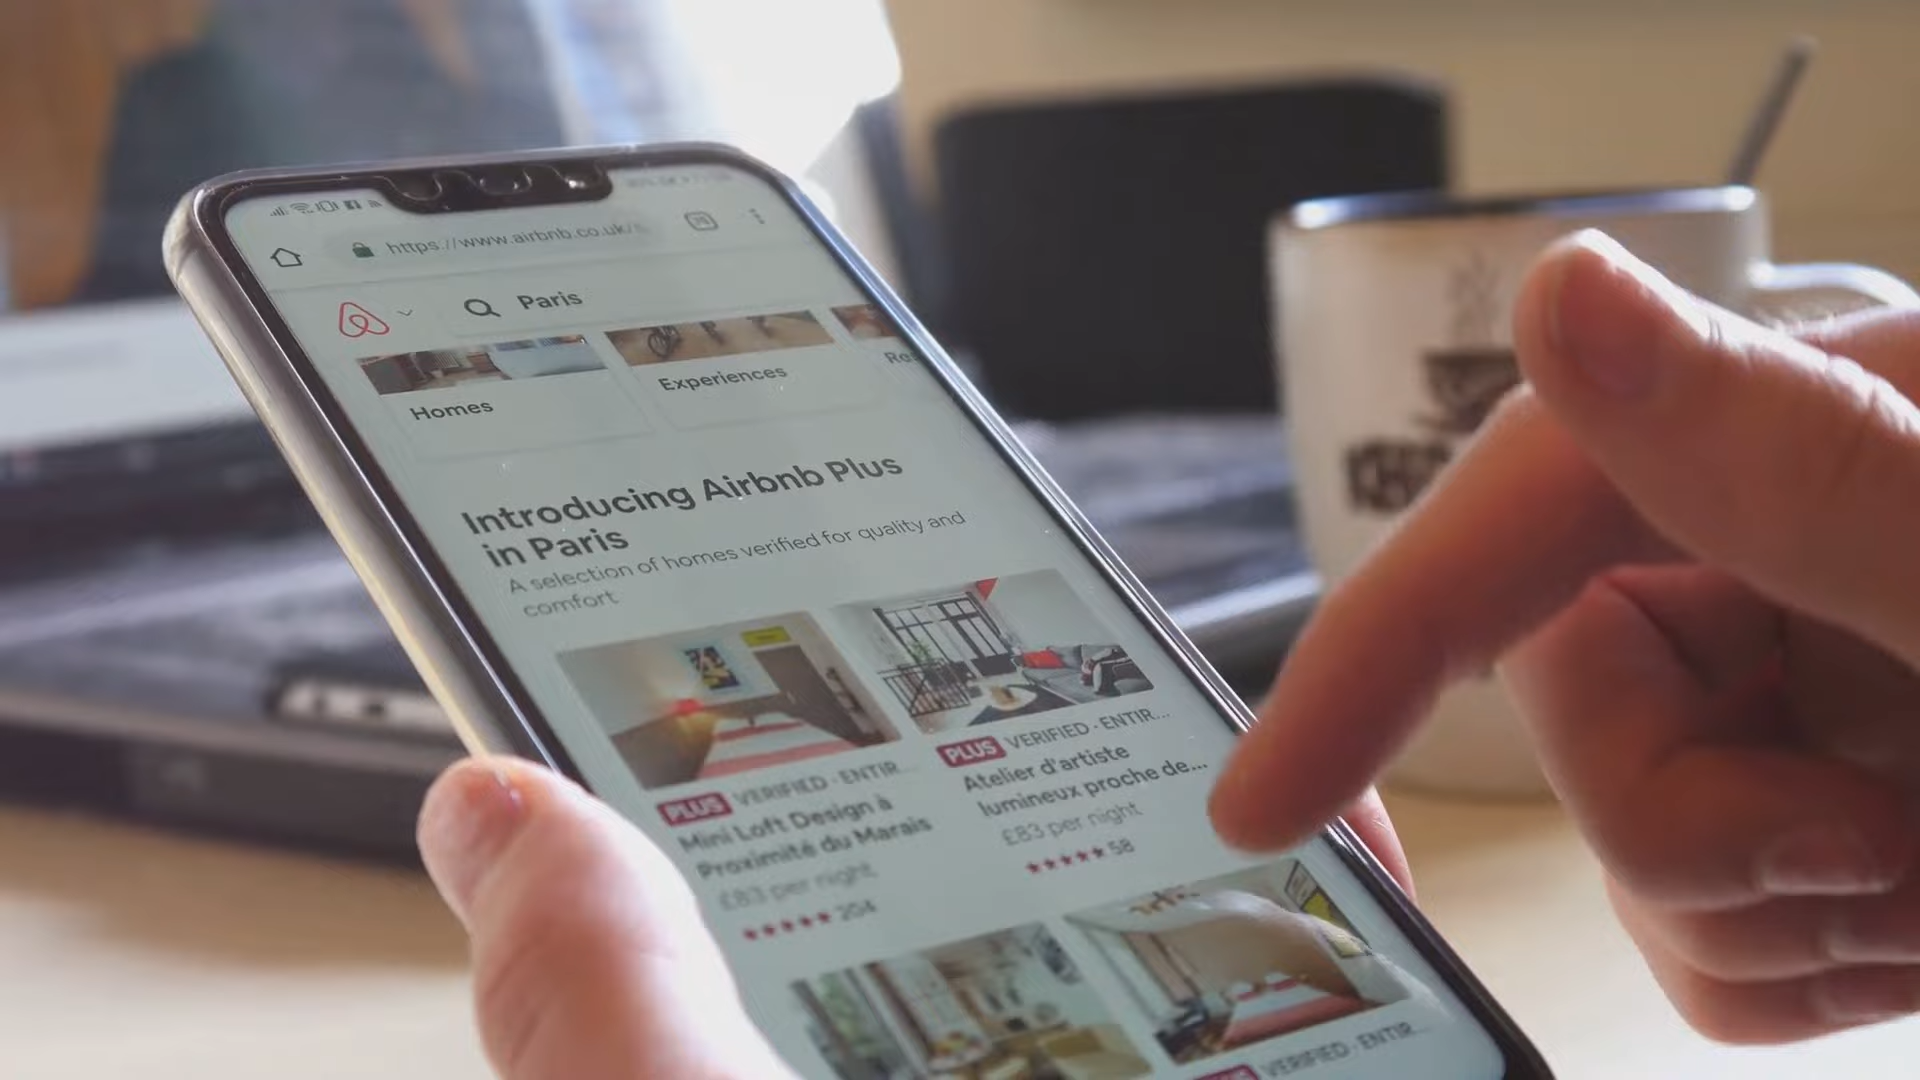 https://www.airbnb.co.uk/s
Paris
Homes
Experiences
Introducing Airbnb Plus
in Paris
A selection of homes verified for quality and
comfort
PLUS VERIFIED · ENTIR...
Mini Loft Design à
Proximité du Marais
£83 per night
204
PLUS VERIFIED · ENTIR...
Atelier d'artiste
lumineux proche de...
£83 per night
58
VERIFIED · ENTIR...